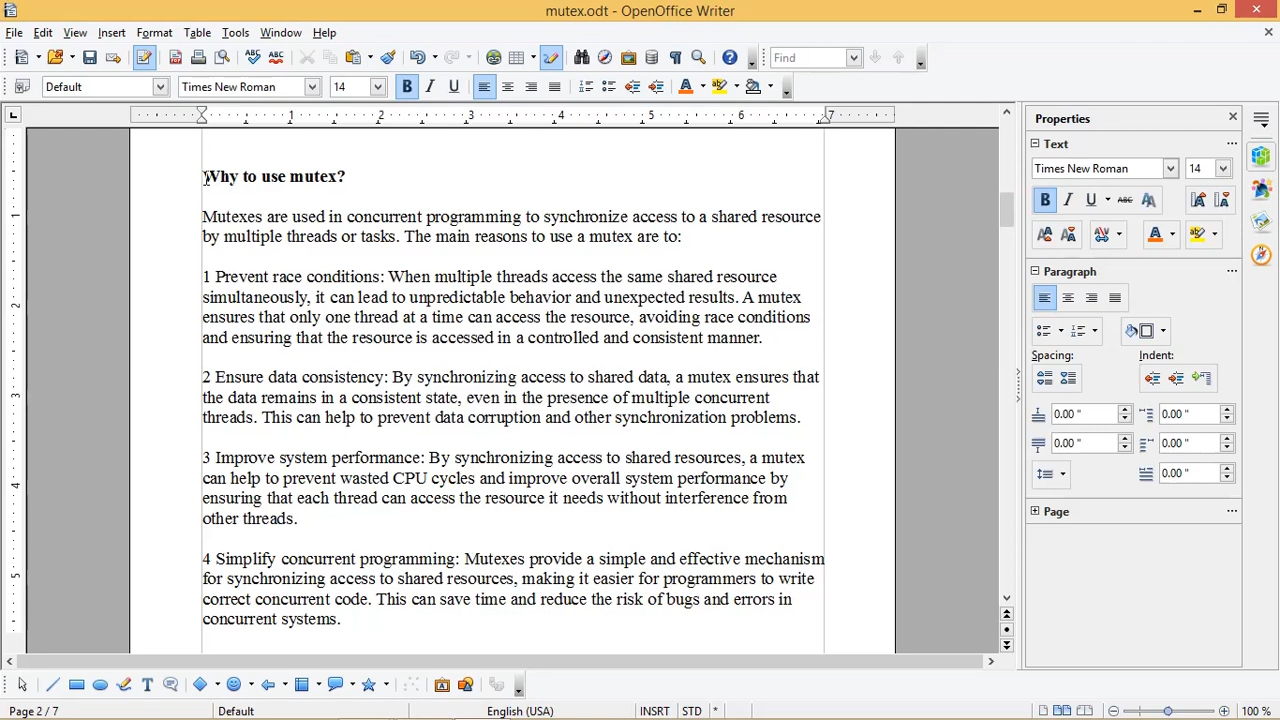 mutex.odt - OpenOffice Writer
File Edit View Insert Format Table Tools Window Help
Find
Default Times New Roman 14
1 2 3 4 5 6 7
Properties
Text
Times New Roman 14
Paragraph
Spacing: Indent:
0.00 " 0.00 "
0.00 " 0.00 "
0.00 "
Page
1
2
3
4
5
Why to use mutex?
Mutexes are used in concurrent programming to synchronize access to a shared resource
by multiple threads or tasks. The main reasons to use a mutex are to:
1 Prevent race conditions: When multiple threads access the same shared resource
simultaneously, it can lead to unpredictable behavior and unexpected results. A mutex
ensures that only one thread at a time can access the resource, avoiding race conditions
and ensuring that the resource is accessed in a controlled and consistent manner.
2 Ensure data consistency: By synchronizing access to shared data, a mutex ensures that
the data remains in a consistent state, even in the presence of multiple concurrent
threads. This can help to prevent data corruption and other synchronization problems.
3 Improve system performance: By synchronizing access to shared resources, a mutex
can help to prevent wasted CPU cycles and improve overall system performance by
ensuring that each thread can access the resource it needs without interference from
other threads.
4 Simplify concurrent programming: Mutexes provide a simple and effective mechanism
for synchronizing access to shared resources, making it easier for programmers to write
correct concurrent code. This can save time and reduce the risk of bugs and errors in
concurrent systems.
Page 2 / 7 Default English (USA) INSRT STD * 100 %